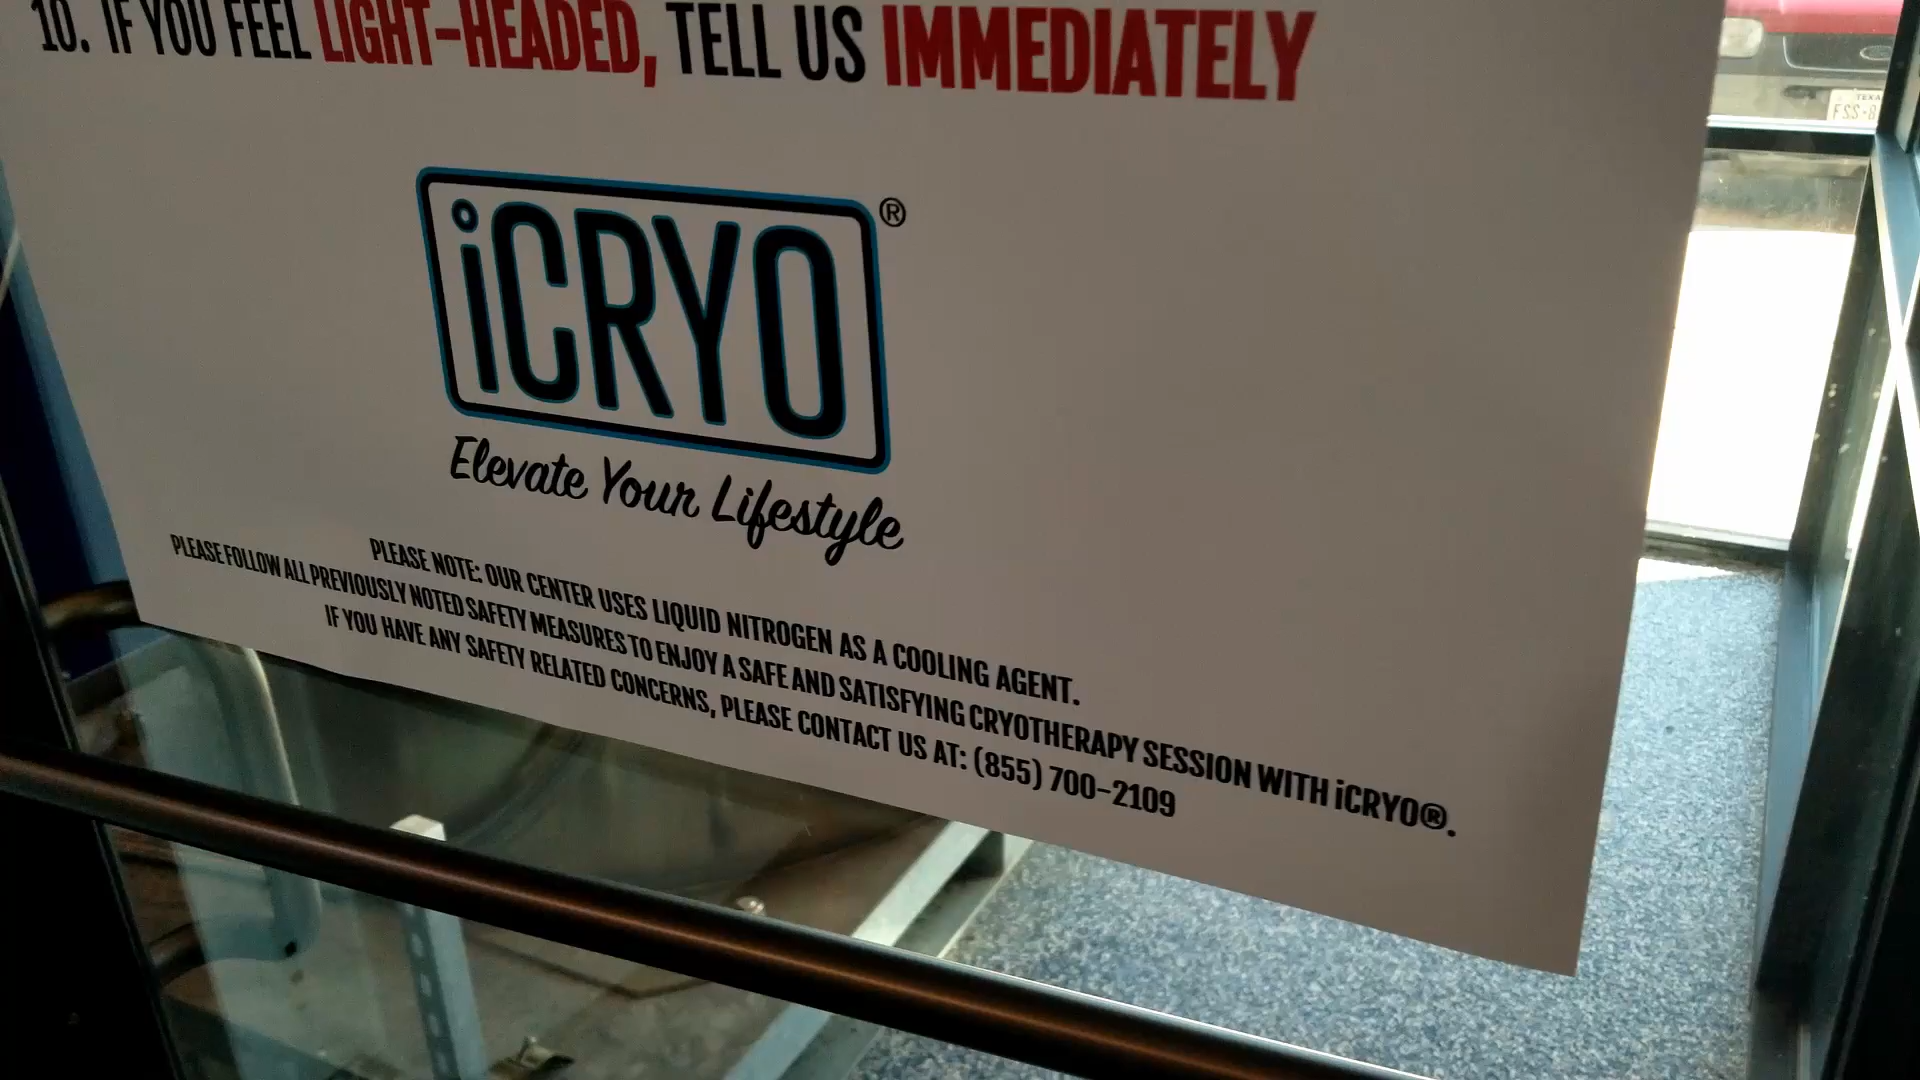 10. IF YOU FEEL LIGHT-HEADED, TELL US IMMEDIATELY
iCRYO®
Elevate Your Lifestyle
PLEASE NOTE: OUR CENTER USES LIQUID NITROGEN AS A COOLING AGENT.
PLEASE FOLLOW ALL PREVIOUSLY NOTED SAFETY MEASURES TO ENJOY A SAFE AND SATISFYING CRYOTHERAPY SESSION WITH iCRYO®.
IF YOU HAVE ANY SAFETY RELATED CONCERNS, PLEASE CONTACT US AT: (855) 700-2109